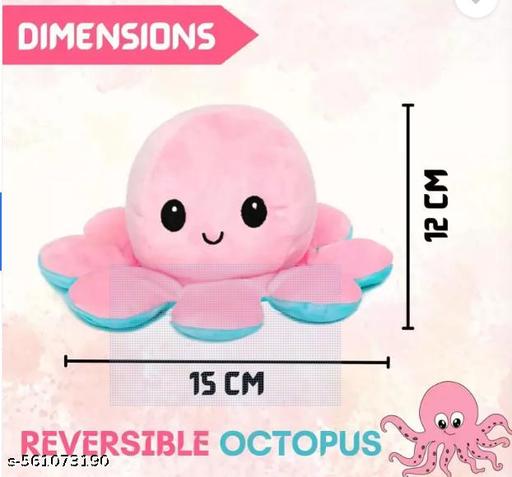 DIMENSIONS
12 CM
15 CM
REVERSIBLE OCTOPUS
s-561073190